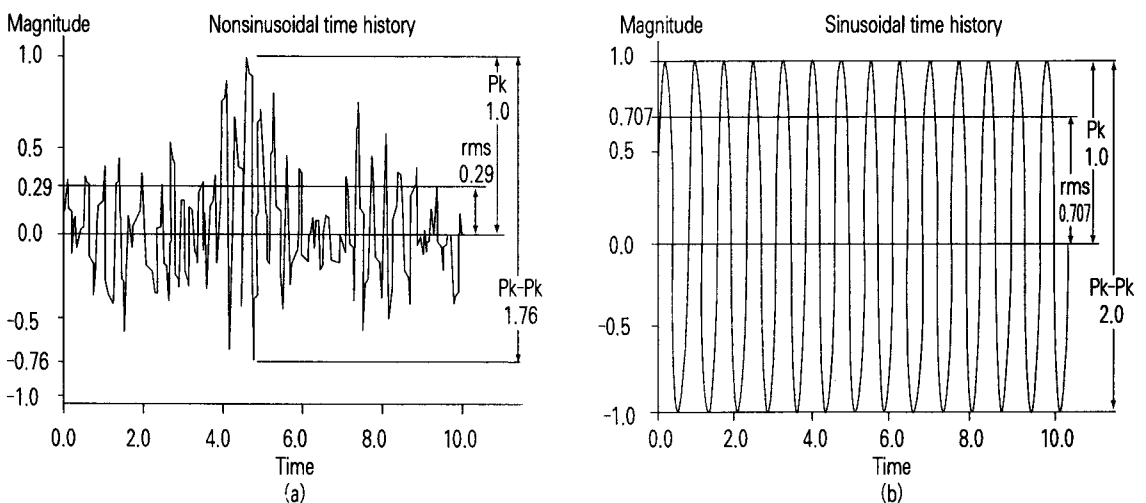 Magnitude
Nonsinusoidal time history
1.0
0.5
0.29
0.0
-0.5
-0.76
-1.0
Pk
1.0
rms
0.29
Pk-Pk
1.76
0.0 2.0 4.0 6.0 8.0 10.0
Time
(a)
Magnitude
Sinusoidal time history
1.0
0.707
0.5
0.0
-0.5
-1.0
Pk
1.0
rms
0.707
Pk-Pk
2.0
0.0 2.0 4.0 6.0 8.0 10.0
Time
(b)